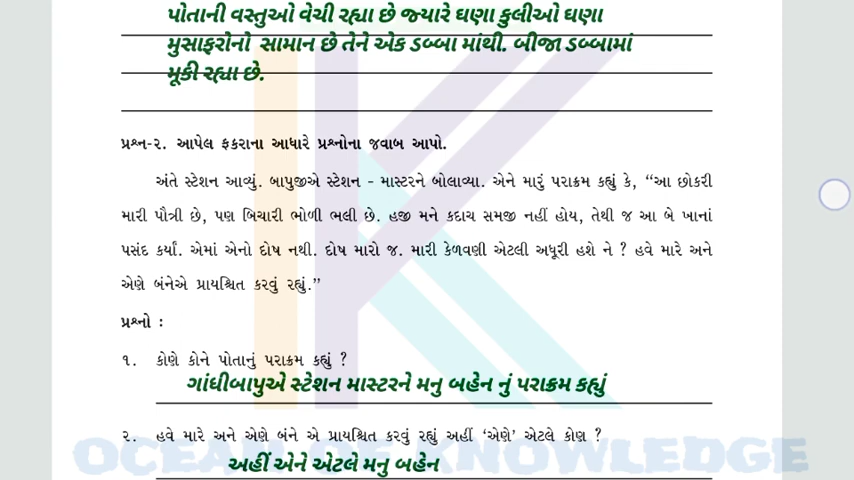 પોતાની વસ્તુઓ વેચી રહ્યા છે જ્યારે ઘણા કુલીઓ ઘણા
મુસાફરોનો સામાન છે તેને એક ડબ્બા માંથી. બીજા ડબ્બામાં
મૂકી રહ્યા છે.
પ્રશ્ન-૨. આપેલ ફકરાના આધારે પ્રશ્નોના જવાબ આપો.
અંતે સ્ટેશન આવ્યું. બાપુજીએ સ્ટેશન - માસ્ટરને બોલાવ્યા. એને મારું પરાક્રમ કહ્યું કે, “આ છોકરી
મારી પૌત્રી છે, પણ બિચારી ભોળી ભલી છે. હજી મને કદાચ સમજી નહીં હોય, તેથી જ આ બે ખાનાં
પસંદ કર્યાં. એમાં એનો દોષ નથી. દોષ મારો જ. મારી કેળવણી એટલી અધૂરી હશે ને ? હવે મારે અને
એણે બંનેએ પ્રાયશ્ચિત કરવું રહ્યું.”
પ્રશ્નો :
૧. કોણે કોને પોતાનું પરાક્રમ કહ્યું ?
ગાંધીબાપુએ સ્ટેશન માસ્ટરને મનુ બહેન નું પરાક્રમ કહ્યું
૨. હવે મારે અને એણે બંને એ પ્રાયશ્ચિત કરવું રહ્યું અહીં ‘એણે’ એટલે કોણ ?
અહીં એને એટલે મનુ બહેન
OCEAN OF KNOWLEDGE